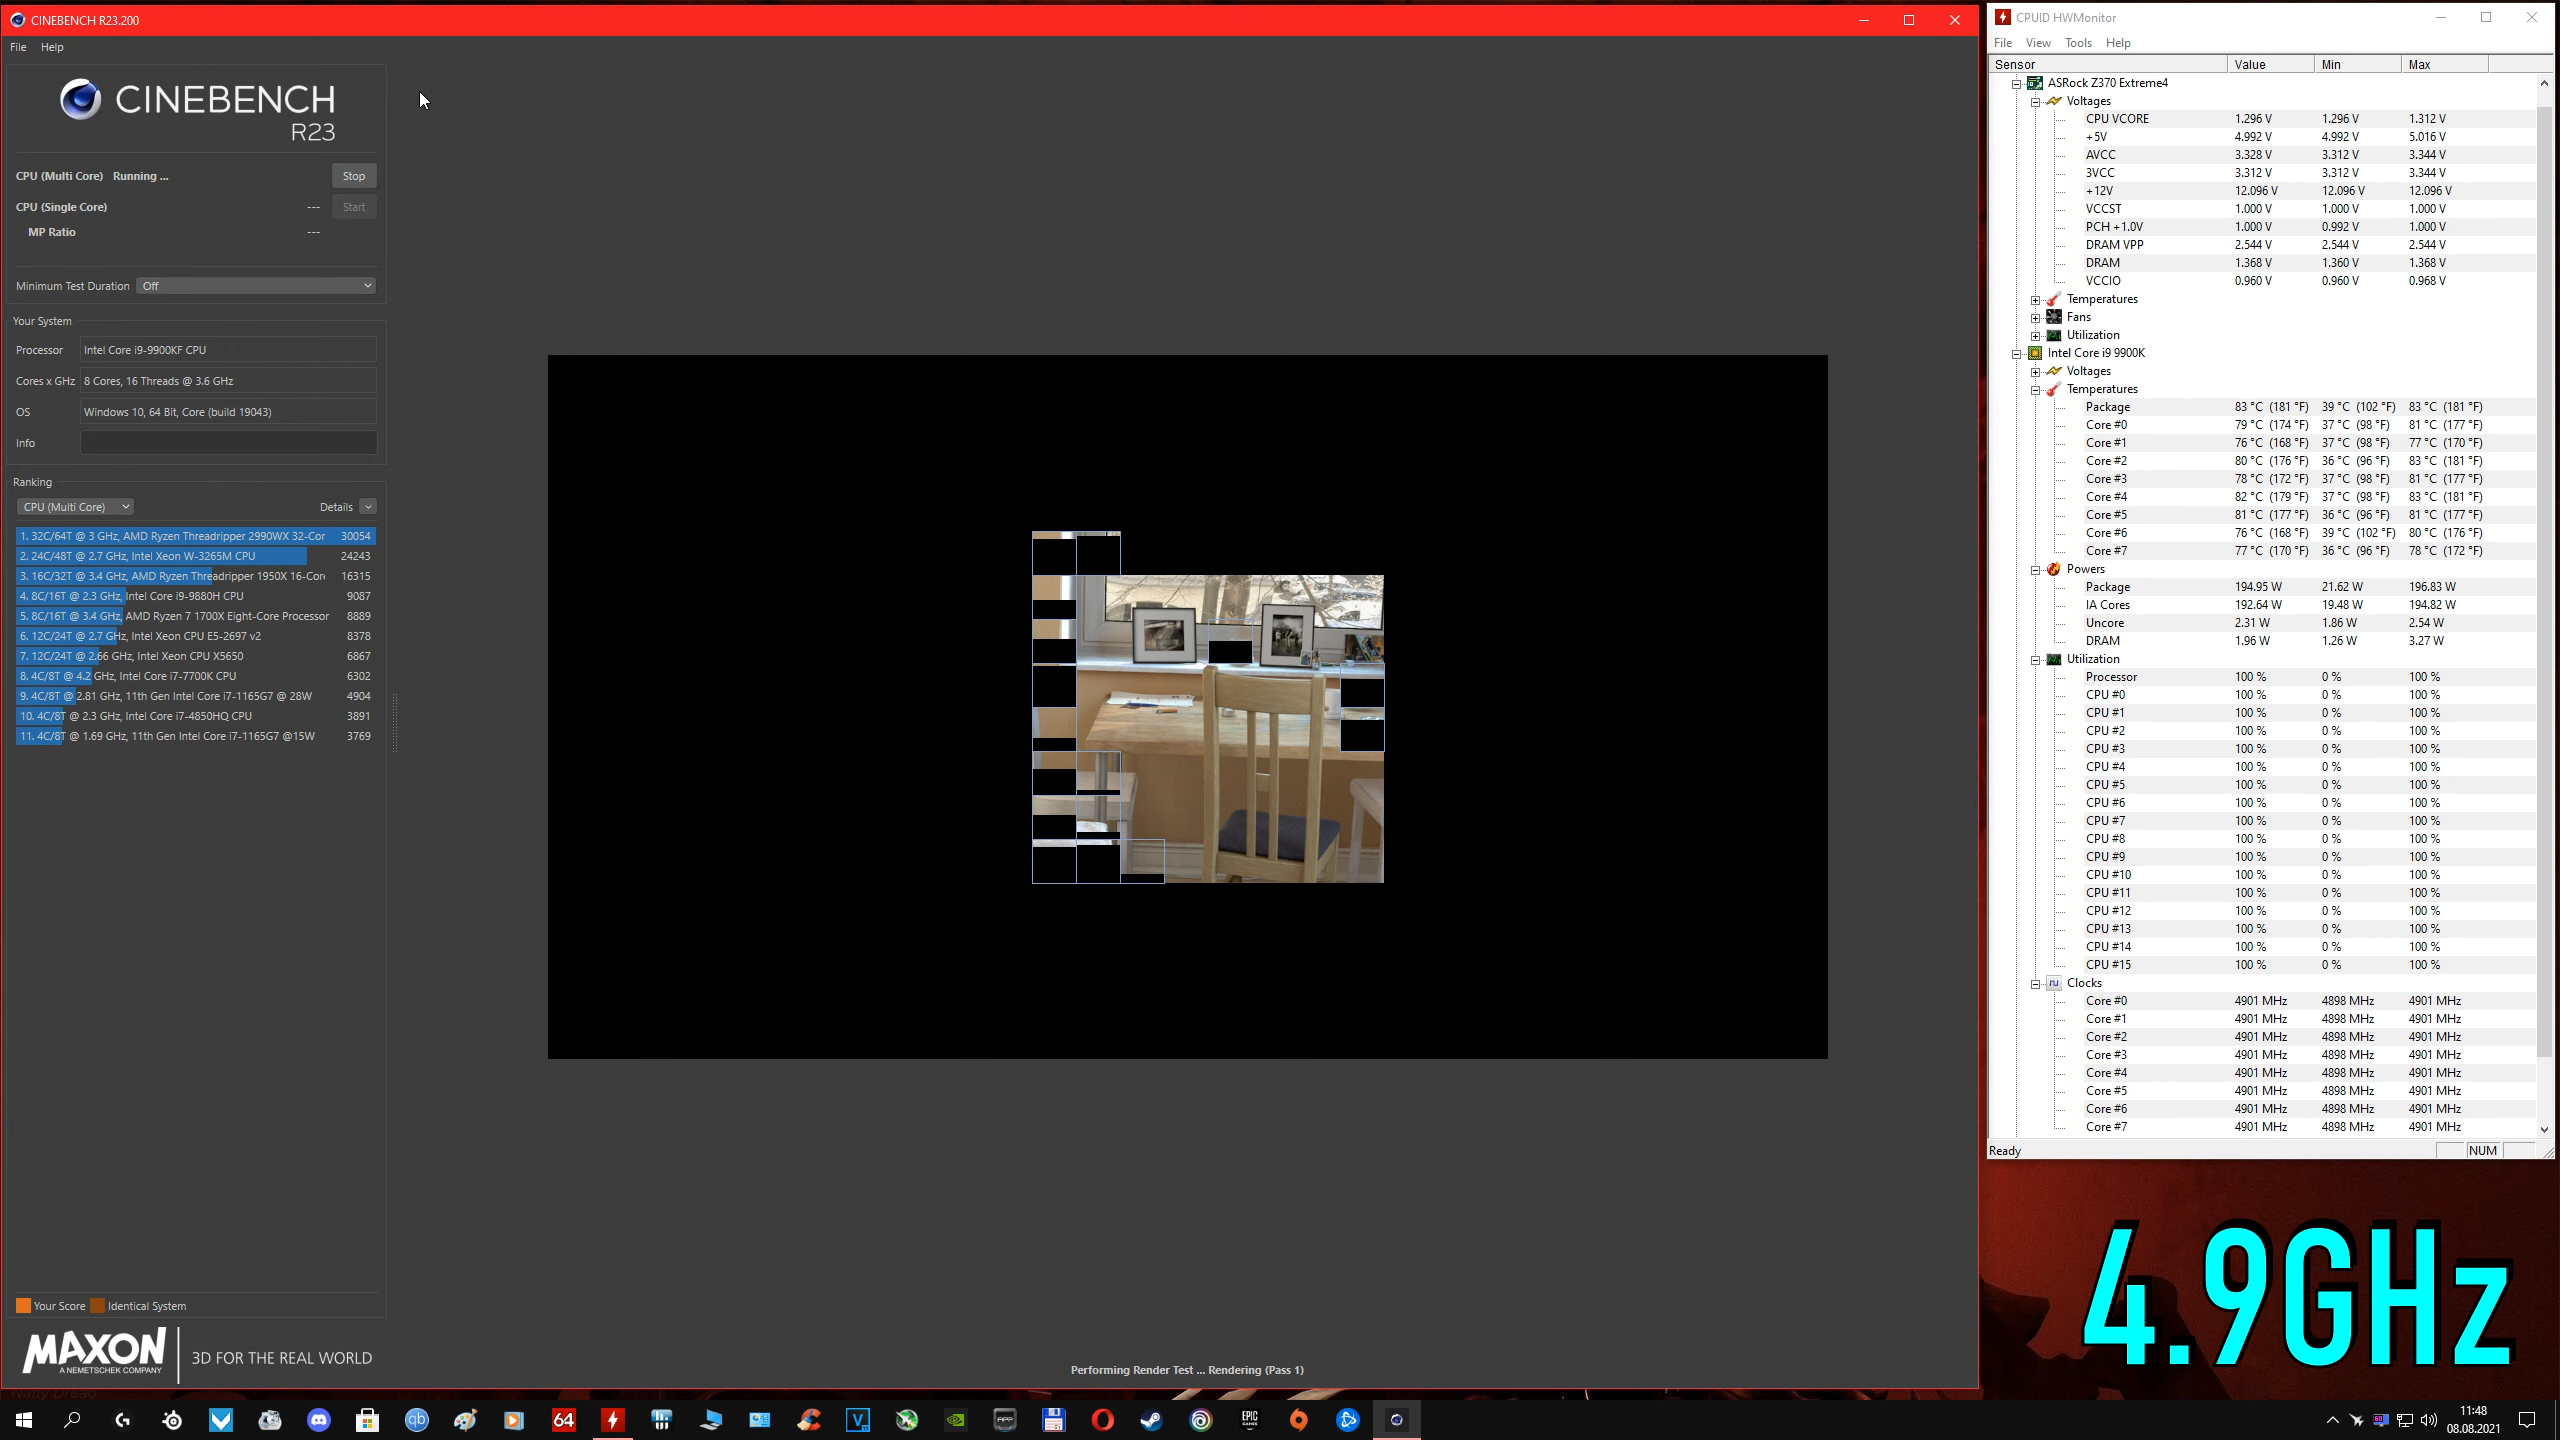 CINEBENCH R23.200
File Help
CINEBENCH
R23
CPU (Multi Core) Running ... Stop
CPU (Single Core) --- Start
MP Ratio ---
Minimum Test Duration Off
Your System
Processor Intel Core i9-9900KF CPU
Cores x GHz 8 Cores, 16 Threads @ 3.6 GHz
OS Windows 10, 64 Bit, Core (build 19043)
Info
Ranking
CPU (Multi Core) Details
1. 32C/64T @ 3 GHz, AMD Ryzen Threadripper 2990WX 32-Cor 30054
2. 24C/48T @ 2.7 GHz, Intel Xeon W-3265M CPU 24243
3. 16C/32T @ 3.4 GHz, AMD Ryzen Threadripper 1950X 16-Core 16315
4. 8C/16T @ 2.3 GHz, Intel Core i9-9880H CPU 9087
5. 8C/16T @ 3.4 GHz, AMD Ryzen 7 1700X Eight-Core Processor 8889
6. 12C/24T @ 2.7 GHz, Intel Xeon CPU E5-2697 v2 8378
7. 12C/24T @ 2.66 GHz, Intel Xeon CPU X5650 6867
8. 4C/8T @ 4.2 GHz, Intel Core i7-7700K CPU 6302
9. 4C/8T @ 2.81 GHz, 11th Gen Intel Core i7-1165G7 @ 28W 4904
10. 4C/8T @ 2.3 GHz, Intel Core i7-4850HQ CPU 3891
11. 4C/8T @ 1.69 GHz, 11th Gen Intel Core i7-1165G7 @15W 3769
Your Score Identical System
MAXON
A NEMETSCHEK COMPANY
3D FOR THE REAL WORLD
Performing Render Test ... Rendering (Pass 1)
CPUID HWMonitor
File View Tools Help
Sensor Value Min Max
ASRock Z370 Extreme4
Voltages
CPU VCORE 1.296 V 1.296 V 1.312 V
+5V 4.992 V 4.992 V 5.016 V
AVCC 3.328 V 3.312 V 3.344 V
3VCC 3.312 V 3.312 V 3.344 V
+12V 12.096 V 12.096 V 12.096 V
VCCST 1.000 V 1.000 V 1.000 V
PCH +1.0V 1.000 V 0.992 V 1.000 V
DRAM VPP 2.544 V 2.544 V 2.544 V
DRAM 1.368 V 1.360 V 1.368 V
VCCIO 0.960 V 0.960 V 0.968 V
Temperatures
Fans
Utilization
Intel Core i9 9900K
Voltages
Temperatures
Package 83 °C (181 °F) 39 °C (102 °F) 83 °C (181 °F)
Core #0 79 °C (174 °F) 37 °C (98 °F) 81 °C (177 °F)
Core #1 76 °C (168 °F) 37 °C (98 °F) 77 °C (170 °F)
Core #2 80 °C (176 °F) 36 °C (96 °F) 83 °C (181 °F)
Core #3 78 °C (172 °F) 37 °C (98 °F) 81 °C (177 °F)
Core #4 82 °C (179 °F) 37 °C (98 °F) 83 °C (181 °F)
Core #5 81 °C (177 °F) 36 °C (96 °F) 81 °C (177 °F)
Core #6 76 °C (168 °F) 39 °C (102 °F) 80 °C (176 °F)
Core #7 77 °C (170 °F) 36 °C (96 °F) 78 °C (172 °F)
Powers
Package 194.95 W 21.62 W 196.83 W
IA Cores 192.64 W 19.48 W 194.82 W
Uncore 2.31 W 1.86 W 2.54 W
DRAM 1.96 W 1.26 W 3.27 W
Utilization
Processor 100 % 0 % 100 %
CPU #0 100 % 0 % 100 %
CPU #1 100 % 0 % 100 %
CPU #2 100 % 0 % 100 %
CPU #3 100 % 0 % 100 %
CPU #4 100 % 0 % 100 %
CPU #5 100 % 0 % 100 %
CPU #6 100 % 0 % 100 %
CPU #7 100 % 0 % 100 %
CPU #8 100 % 0 % 100 %
CPU #9 100 % 0 % 100 %
CPU #10 100 % 0 % 100 %
CPU #11 100 % 0 % 100 %
CPU #12 100 % 0 % 100 %
CPU #13 100 % 0 % 100 %
CPU #14 100 % 0 % 100 %
CPU #15 100 % 0 % 100 %
Clocks
Core #0 4901 MHz 4898 MHz 4901 MHz
Core #1 4901 MHz 4898 MHz 4901 MHz
Core #2 4901 MHz 4898 MHz 4901 MHz
Core #3 4901 MHz 4898 MHz 4901 MHz
Core #4 4901 MHz 4898 MHz 4901 MHz
Core #5 4901 MHz 4898 MHz 4901 MHz
Core #6 4901 MHz 4898 MHz 4901 MHz
Core #7 4901 MHz 4898 MHz 4901 MHz
Ready NUM
4.9GHz
Natty Dread
qb 64 V APP EPIC GAMES 60
11:48
08.08.2021